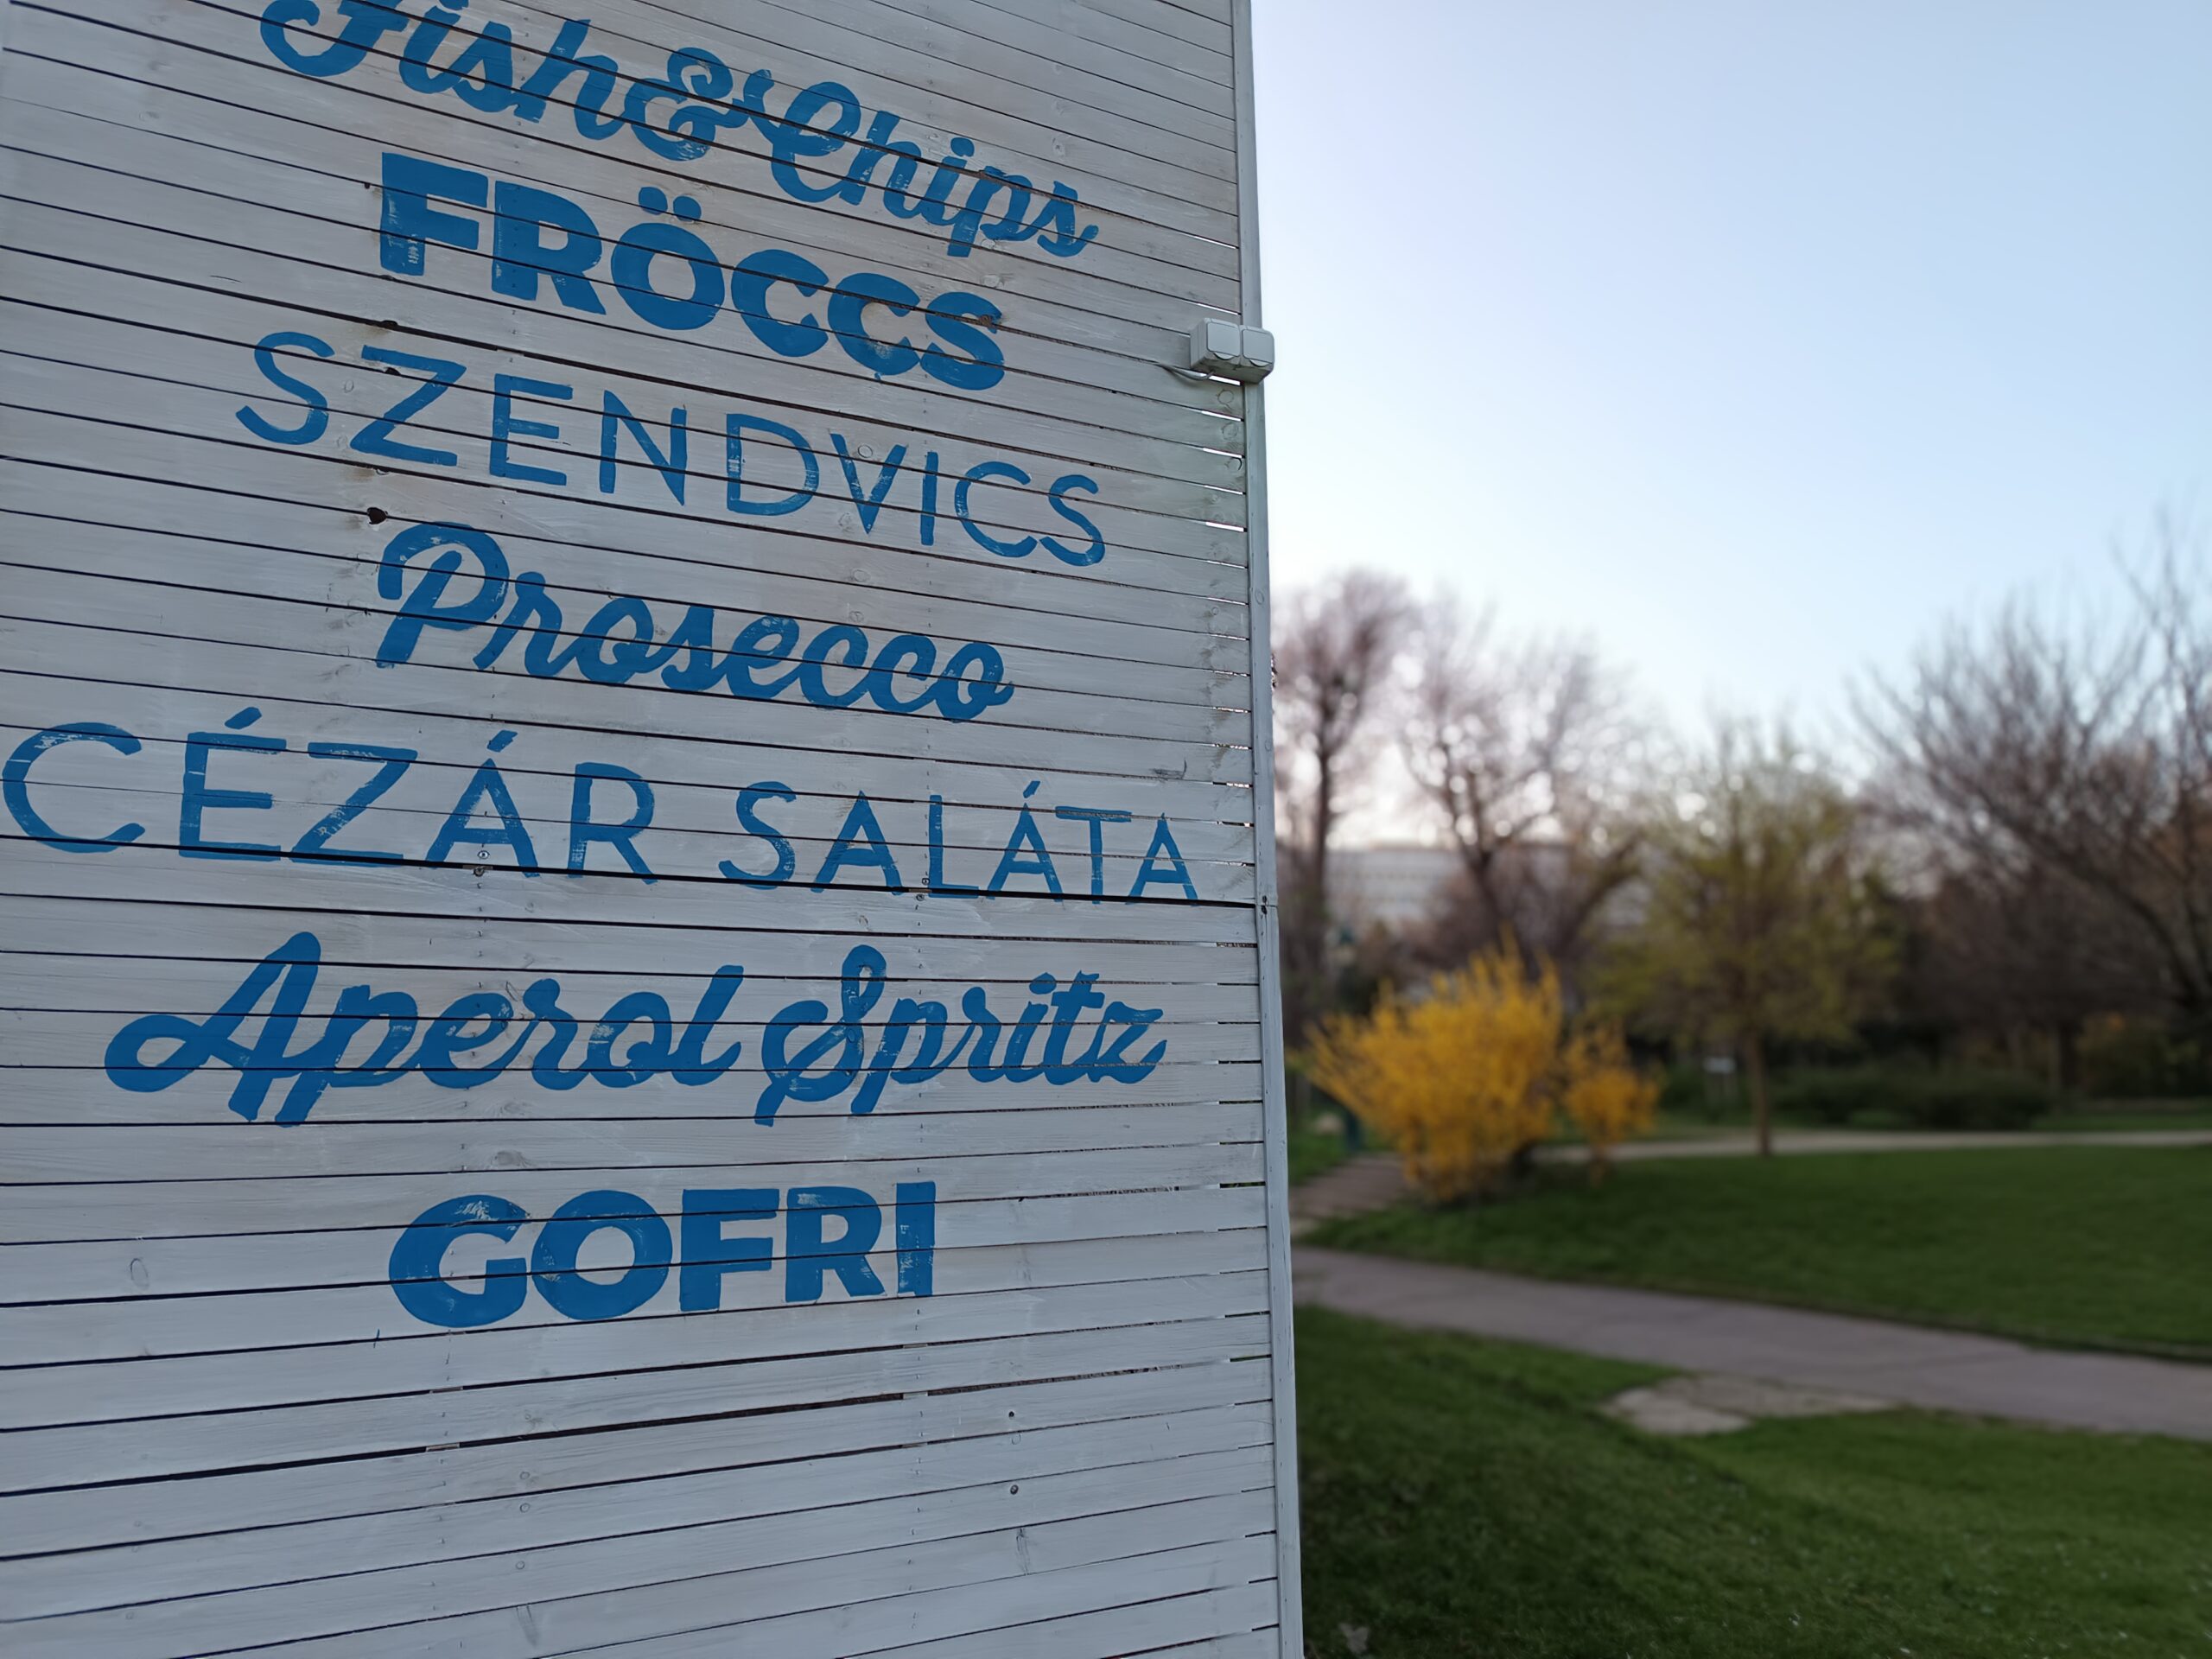 Fish & Chips
FRÖCCS
SZENDVICS
Prosecco
CÉZÁR SALÁTA
Aperol Spritz
GOFRI